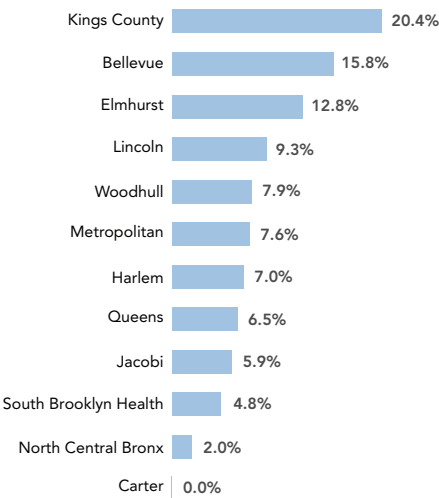 Kings County 20.4%
Bellevue 15.8%
Elmhurst 12.8%
Lincoln 9.3%
Woodhull 7.9%
Metropolitan 7.6%
Harlem 7.0%
Queens 6.5%
Jacobi 5.9%
South Brooklyn Health 4.8%
North Central Bronx 2.0%
Carter 0.0%